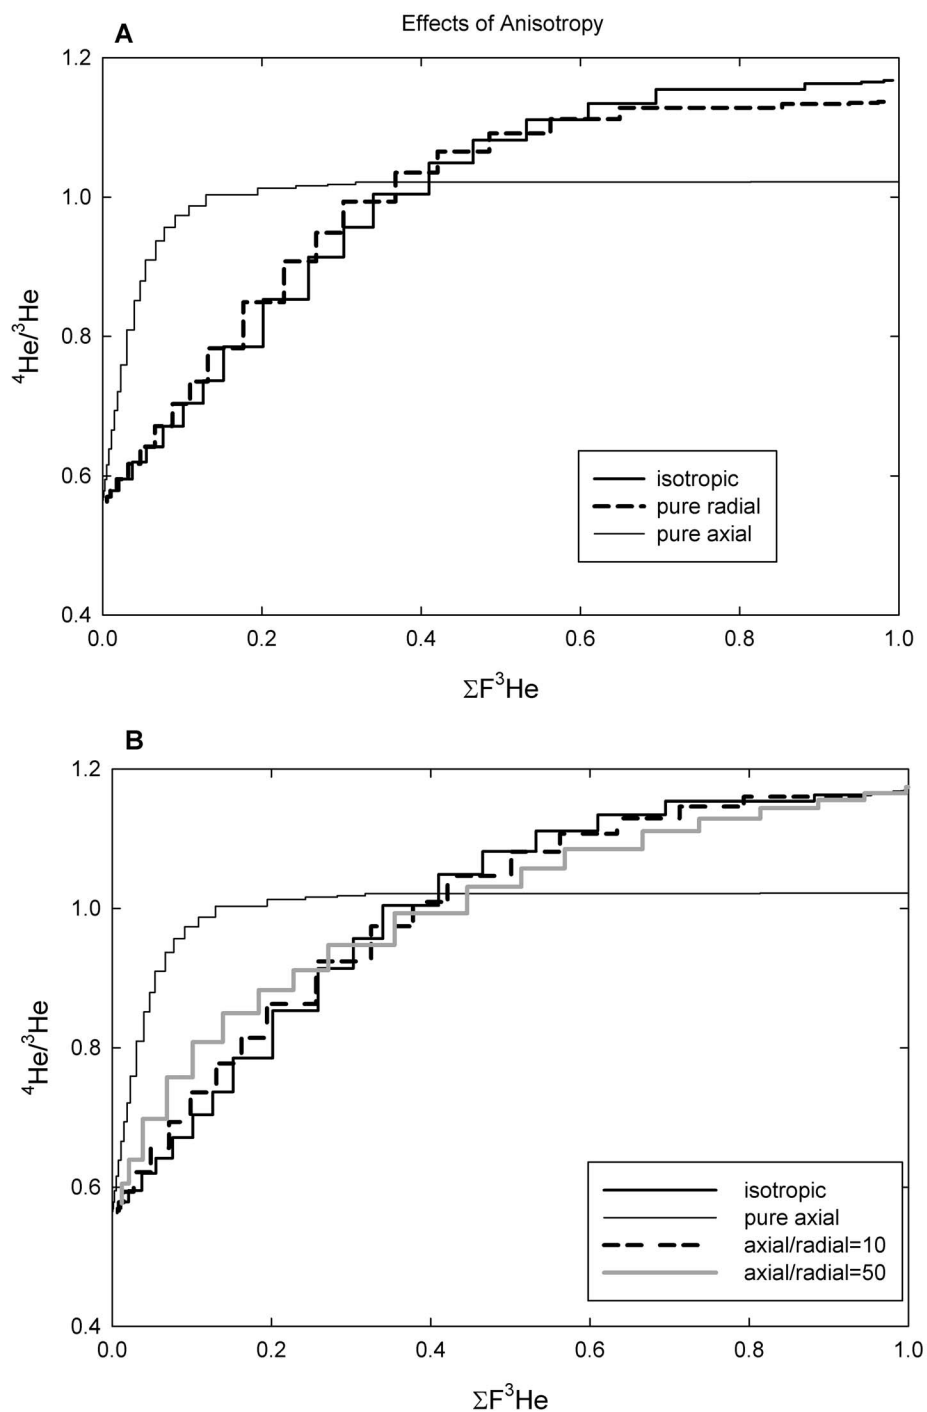 Effects of Anisotropy
A
1.2
1.0
0.8
0.6
0.4
⁴He/³He
isotropic
pure radial
pure axial
0.0 0.2 0.4 0.6 0.8 1.0
ΣF³He
B
1.2
1.0
0.8
0.6
0.4
⁴He/³He
isotropic
pure axial
axial/radial=10
axial/radial=50
0.0 0.2 0.4 0.6 0.8 1.0
ΣF³He